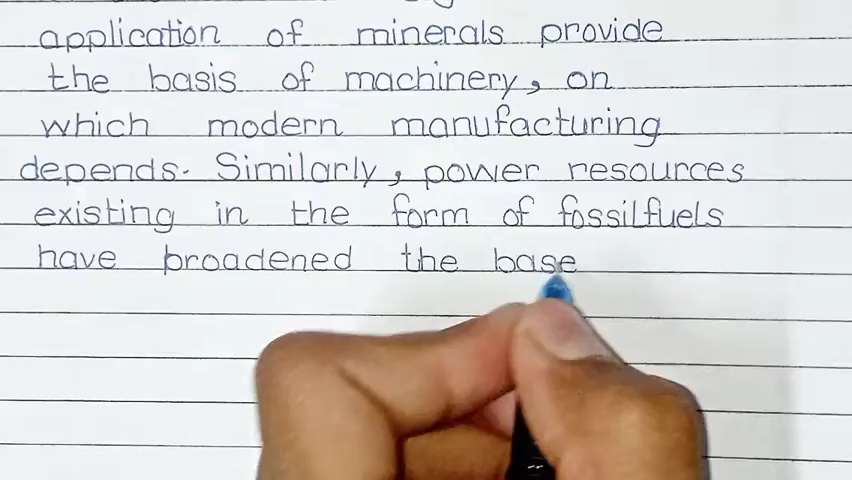 application of minerals provide
the basis of machinery, on
which modern manufacturing
depends. Similarly, power resources
existing in the form of fossilfuels
have broadened the base